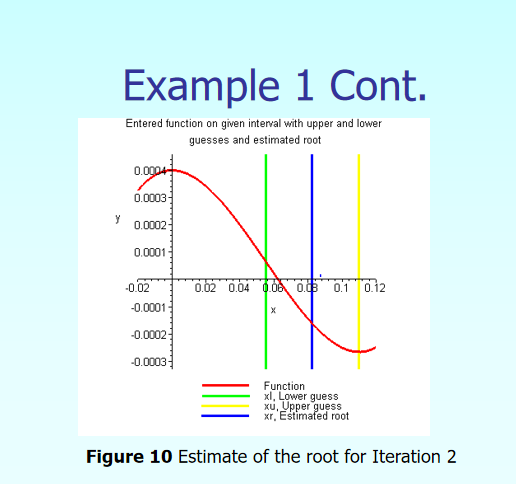 Example 1 Cont.
Entered function on given interval with upper and lower
guesses and estimated root
0.0004
0.0003
0.0002
y
0.0001
-0.02 0.02 0.04 0.06 0.08 0.1 0.12
x
-0.0001
-0.0002
-0.0003
Function
xl, Lower guess
xu, Upper guess
xr, Estimated root
Figure 10 Estimate of the root for Iteration 2